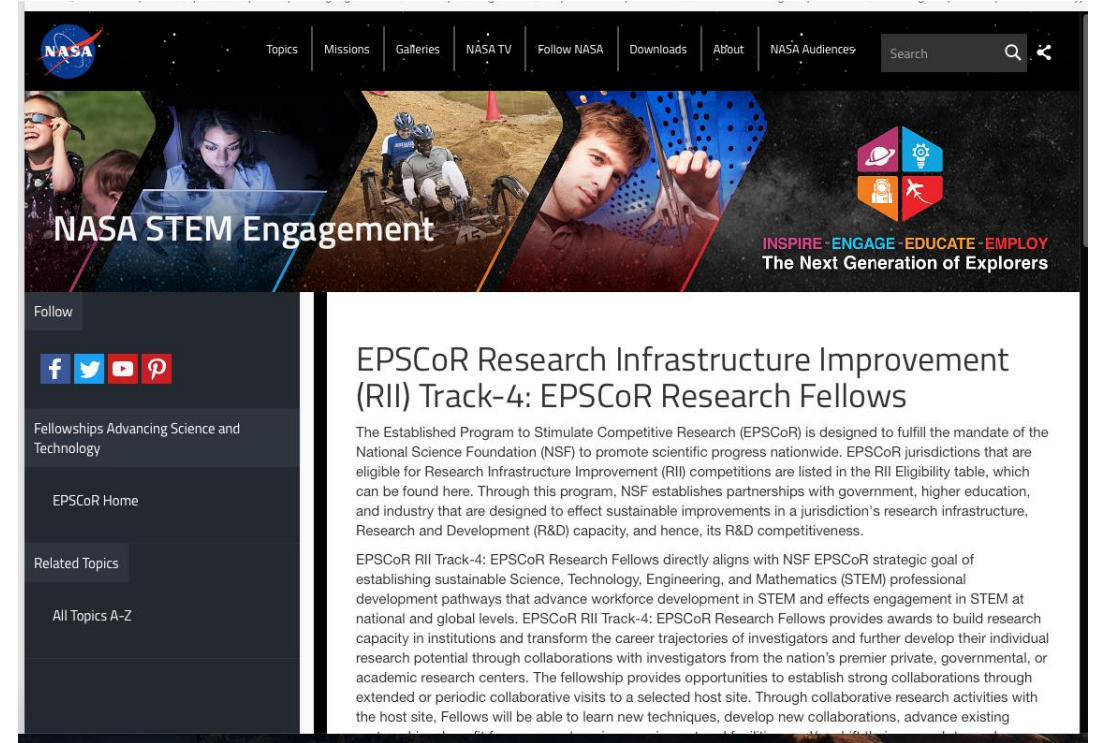 NASA
Topics
Missions
Galleries
NASA TV
Follow NASA
Downloads
About
NASA Audiences
Search
NASA STEM Engagement
INSPIRE - ENGAGE - EDUCATE - EMPLOY
The Next Generation of Explorers
Follow
Fellowships Advancing Science and
Technology
EPSCoR Home
Related Topics
All Topics A-Z
EPSCoR Research Infrastructure Improvement
(RII) Track-4: EPSCoR Research Fellows
The Established Program to Stimulate Competitive Research (EPSCoR) is designed to fulfill the mandate of the
National Science Foundation (NSF) to promote scientific progress nationwide. EPSCoR jurisdictions that are
eligible for Research Infrastructure Improvement (RII) competitions are listed in the RII Eligibility table, which
can be found here. Through this program, NSF establishes partnerships with government, higher education,
and industry that are designed to effect sustainable improvements in a jurisdiction's research infrastructure,
Research and Development (R&D) capacity, and hence, its R&D competitiveness.
EPSCoR RII Track-4: EPSCoR Research Fellows directly aligns with NSF EPSCoR strategic goal of
establishing sustainable Science, Technology, Engineering, and Mathematics (STEM) professional
development pathways that advance workforce development in STEM and effects engagement in STEM at
national and global levels. EPSCoR RII Track-4: EPSCoR Research Fellows provides awards to build research
capacity in institutions and transform the career trajectories of investigators and further develop their individual
research potential through collaborations with investigators from the nation's premier private, governmental, or
academic research centers. The fellowship provides opportunities to establish strong collaborations through
extended or periodic collaborative visits to a selected host site. Through collaborative research activities with
the host site, Fellows will be able to learn new techniques, develop new collaborations, advance existing